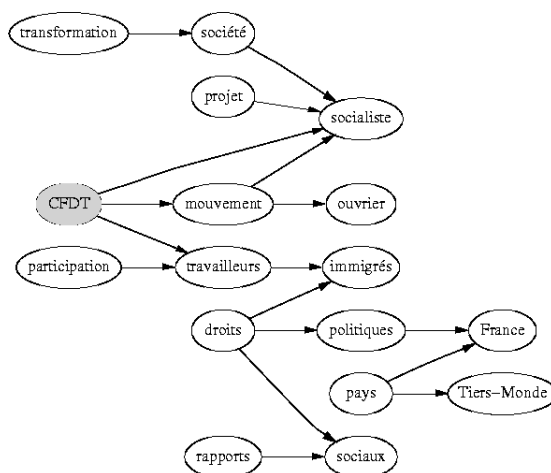 transformation
société
projet
socialiste
CFDT
mouvement
ouvrier
participation
travailleurs
immigrés
droits
politiques
France
pays
Tiers-Monde
rapports
sociaux